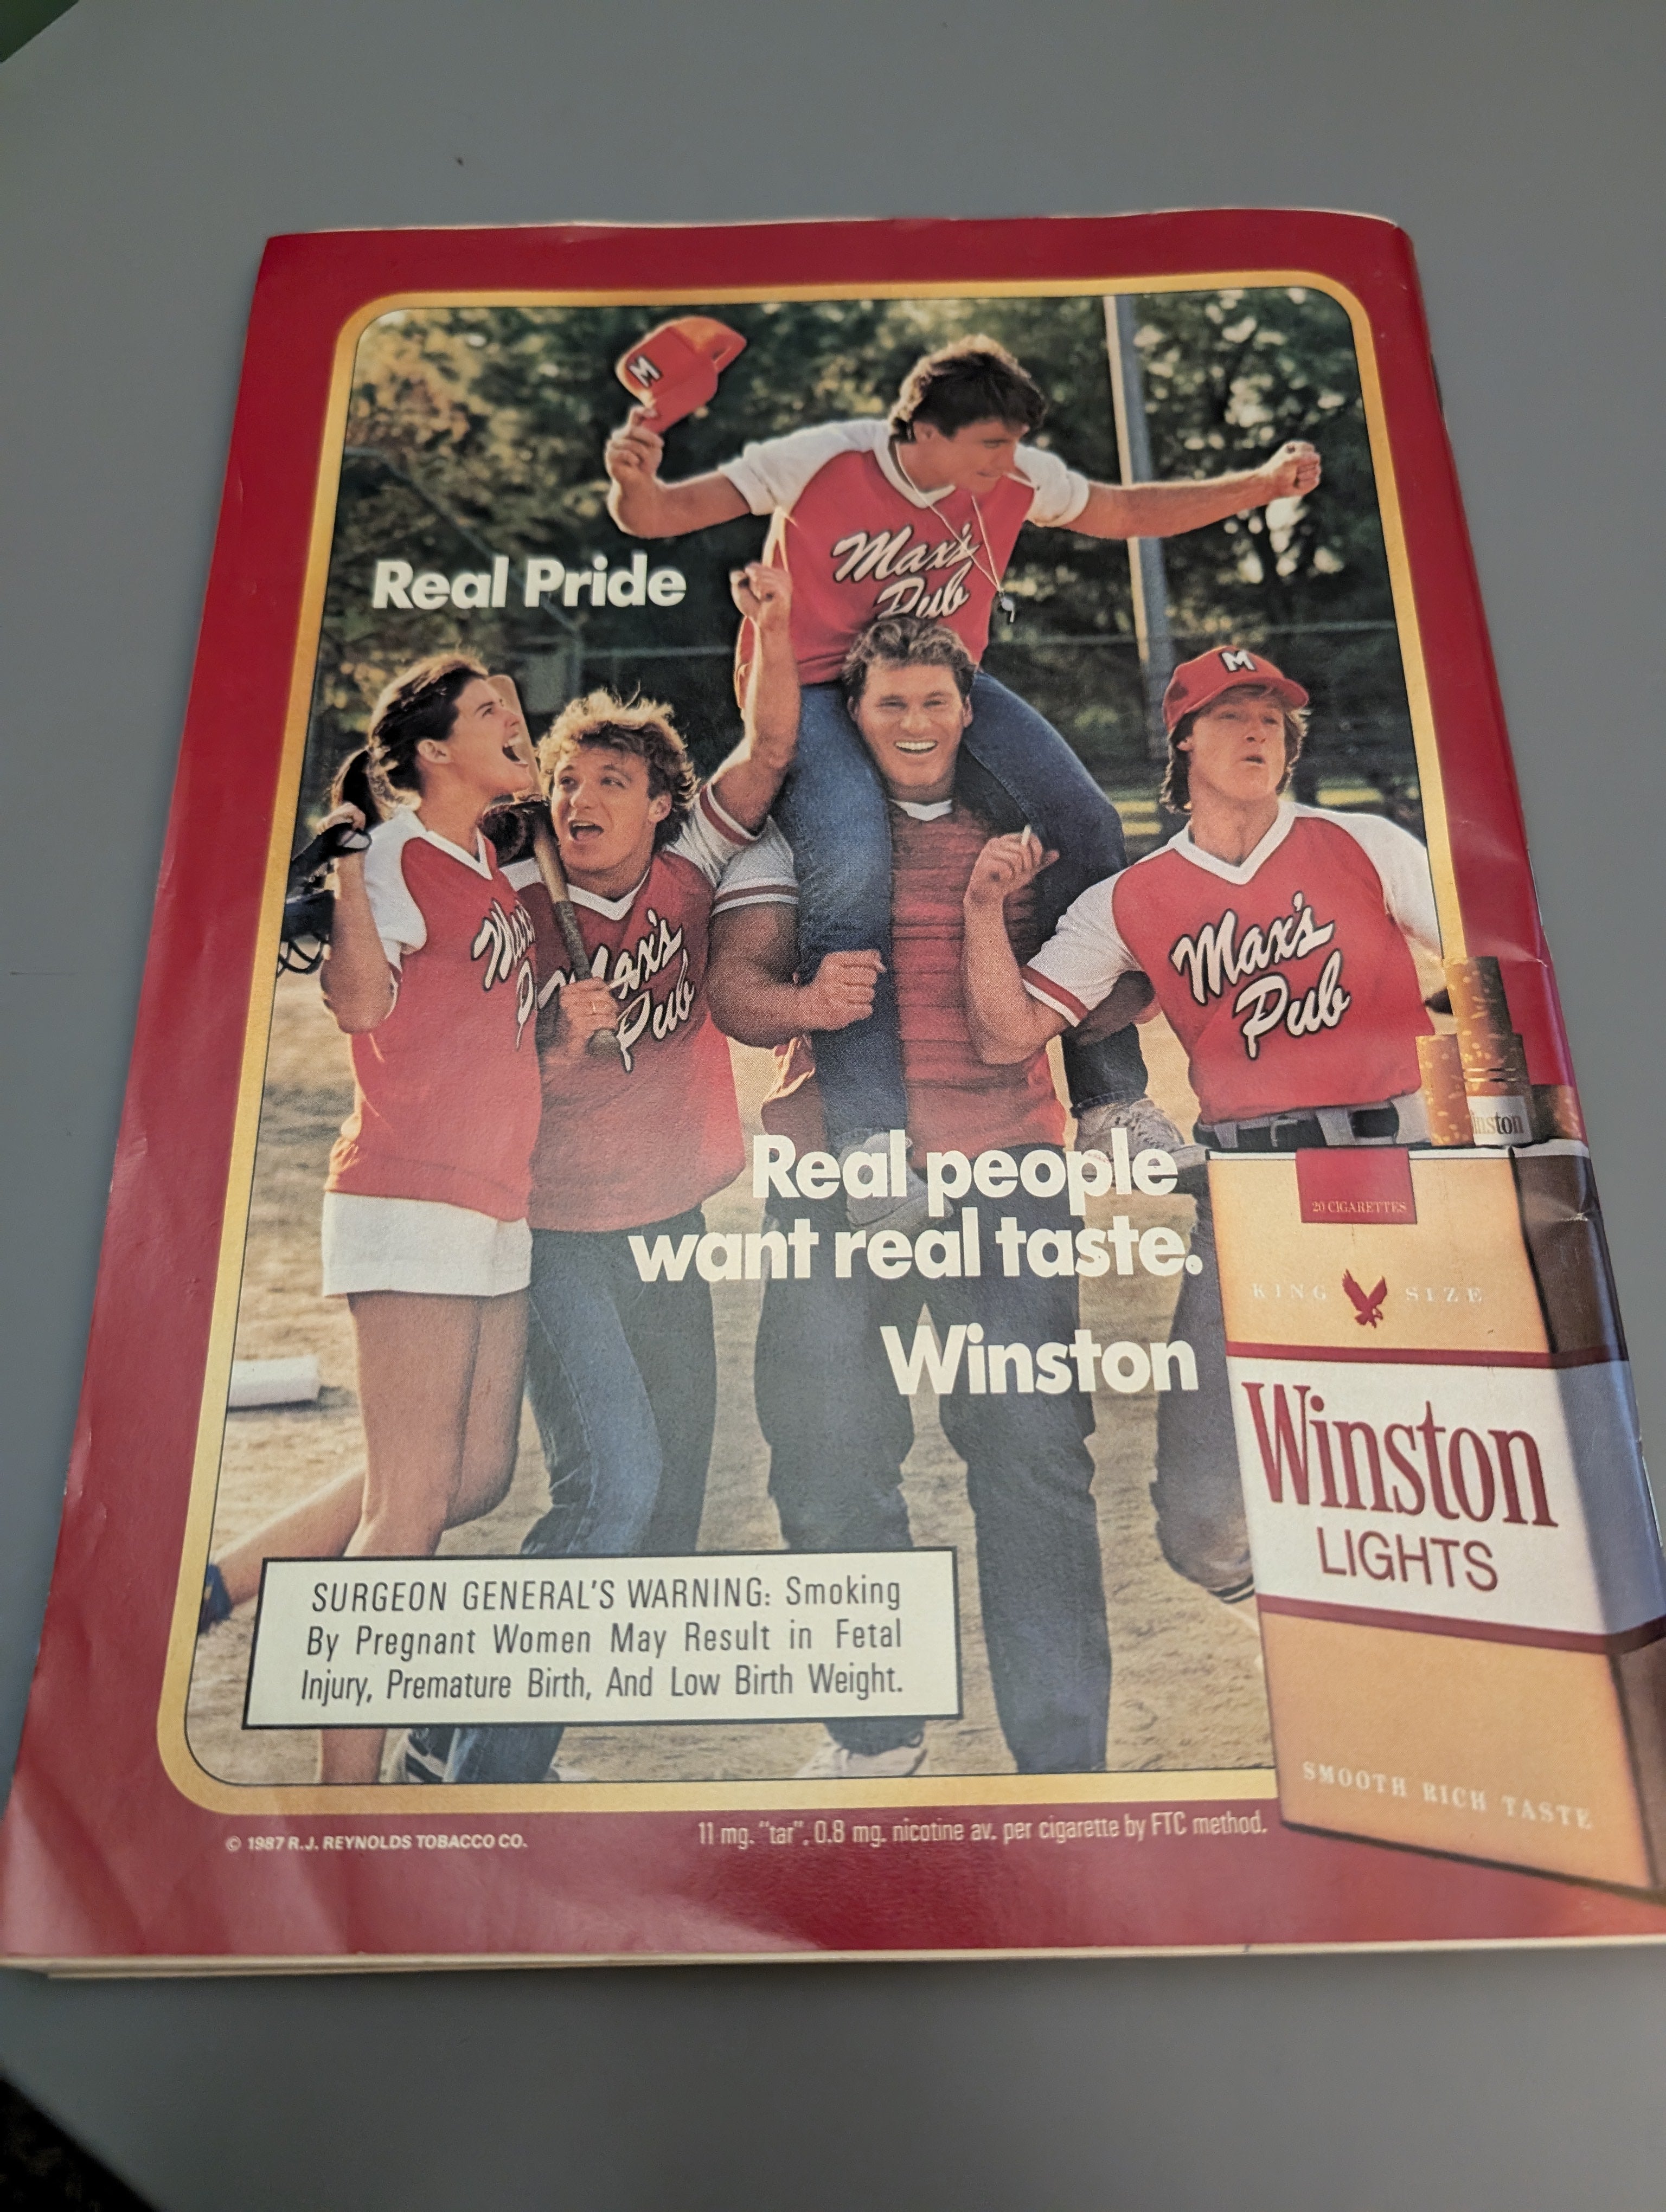 M
Max's
Pub
Real Pride
M
Max's
Pub
Max's
Pub
Real people
want real taste.
Winston
Winston
20 CIGARETTES
KING SIZE
Winston
LIGHTS
SMOOTH RICH TASTE
SURGEON GENERAL'S WARNING: Smoking
By Pregnant Women May Result in Fetal
Injury, Premature Birth, And Low Birth Weight.
© 1987 R.J. REYNOLDS TOBACCO CO.
11 mg. "tar", 0.8 mg. nicotine av. per cigarette by FTC method.